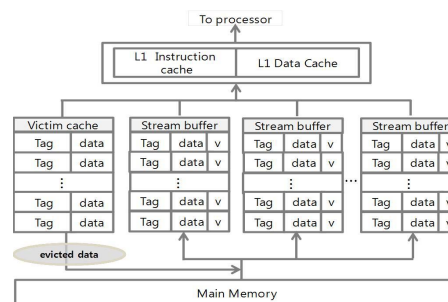 To processor
L1 Instruction cache
L1 Data Cache
Victim cache
Tag data
Tag data
⋮
Tag data
Tag data
Stream buffer
Tag data v
Tag data v
⋮
Tag data v
Tag data v
Stream buffer
Tag data v
Tag data v
⋮
Tag data v
Tag data v
...
Stream buffer
Tag data v
Tag data v
⋮
Tag data v
Tag data v
evicted data
Main Memory